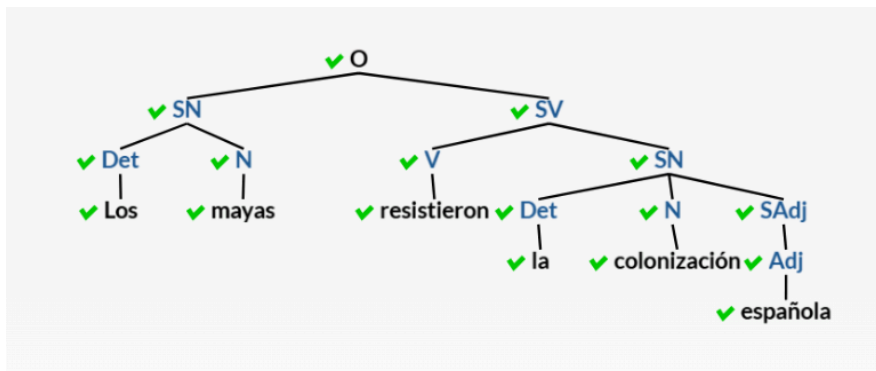 O
SN SV
Det N V SN
Los mayas resistieron Det N SAdj
la colonización Adj
española